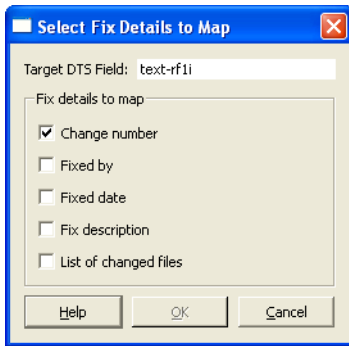 Select Fix Details to Map
Target DTS Field: text-rf1i
Fix details to map
Change number
Fixed by
Fixed date
Fix description
List of changed files
Help OK Cancel